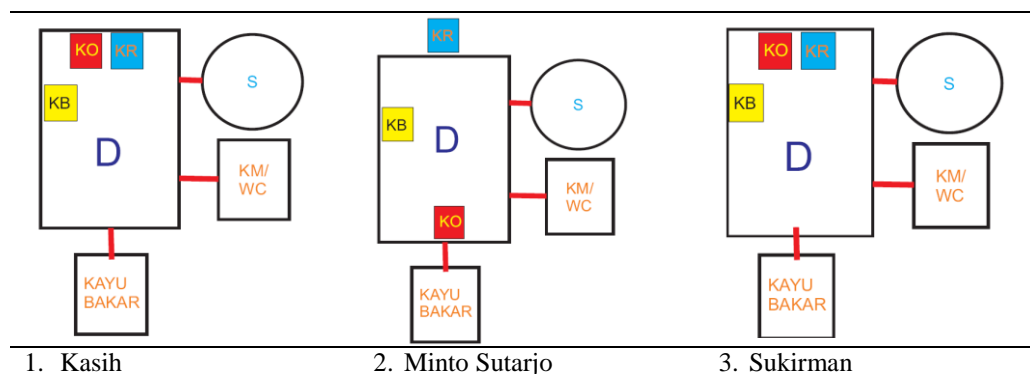 KO KR
KB
S
D
KM/
WC
KAYU
BAKAR
KR
KB
S
D
KM/
WC
KO
KAYU
BAKAR
KO KR
KB
S
D
KM/
WC
KAYU
BAKAR
1. Kasih
2. Minto Sutarjo
3. Sukirman